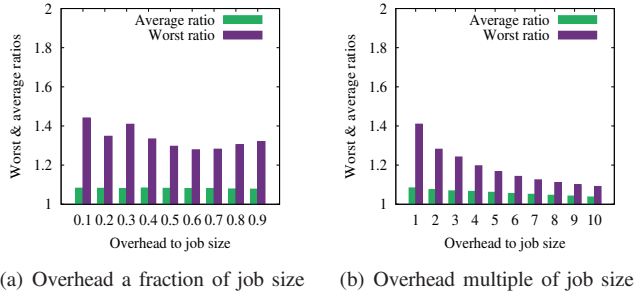 2
1.8
1.6
1.4
1.2
1
Worst & average ratios
Average ratio
Worst ratio
0.1 0.2 0.3 0.4 0.5 0.6 0.7 0.8 0.9
Overhead to job size
(a) Overhead a fraction of job size
2
1.8
1.6
1.4
1.2
1
Worst & average ratios
Average ratio
Worst ratio
1 2 3 4 5 6 7 8 9 10
Overhead to job size
(b) Overhead multiple of job size